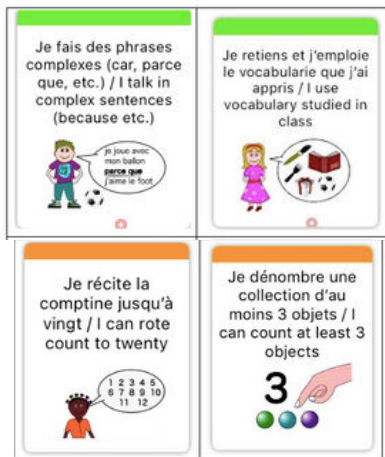 Je fais des phrases
complexes (car, parce
que, etc.) / I talk in
complex sentences
(because etc.)
je joue avec
mon ballon
parce que
j'aime le foot
Je retiens et j'emploie
le vocabularie que j'ai
appris / I use
vocabulary studied in
class
Je récite la
comptine jusqu'à
vingt / I can rote
count to twenty
1 2 3 4 5
6 7 8 9 10
11 12
Je dénombre une
collection d'au
moins 3 objets / I
can count at least 3
objects
3